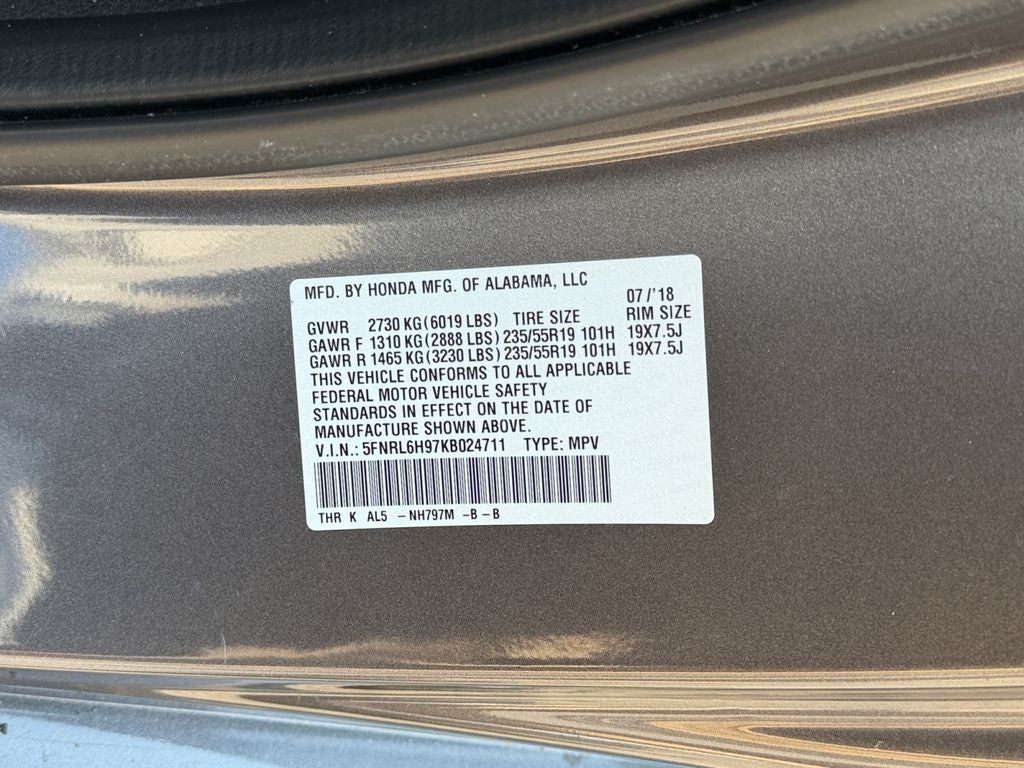 MFD. BY HONDA MFG. OF ALABAMA, LLC
07/'18
GVWR 2730 KG (6019 LBS) TIRE SIZE RIM SIZE
GAWR F 1310 KG (2888 LBS) 235/55R19 101H 19X7.5J
GAWR R 1465 KG (3230 LBS) 235/55R19 101H 19X7.5J
THIS VEHICLE CONFORMS TO ALL APPLICABLE
FEDERAL MOTOR VEHICLE SAFETY
STANDARDS IN EFFECT ON THE DATE OF
MANUFACTURE SHOWN ABOVE.
V.I.N.: 5FNRL6H97KB024711 TYPE: MPV
THR K AL5 – NH797M – B – B